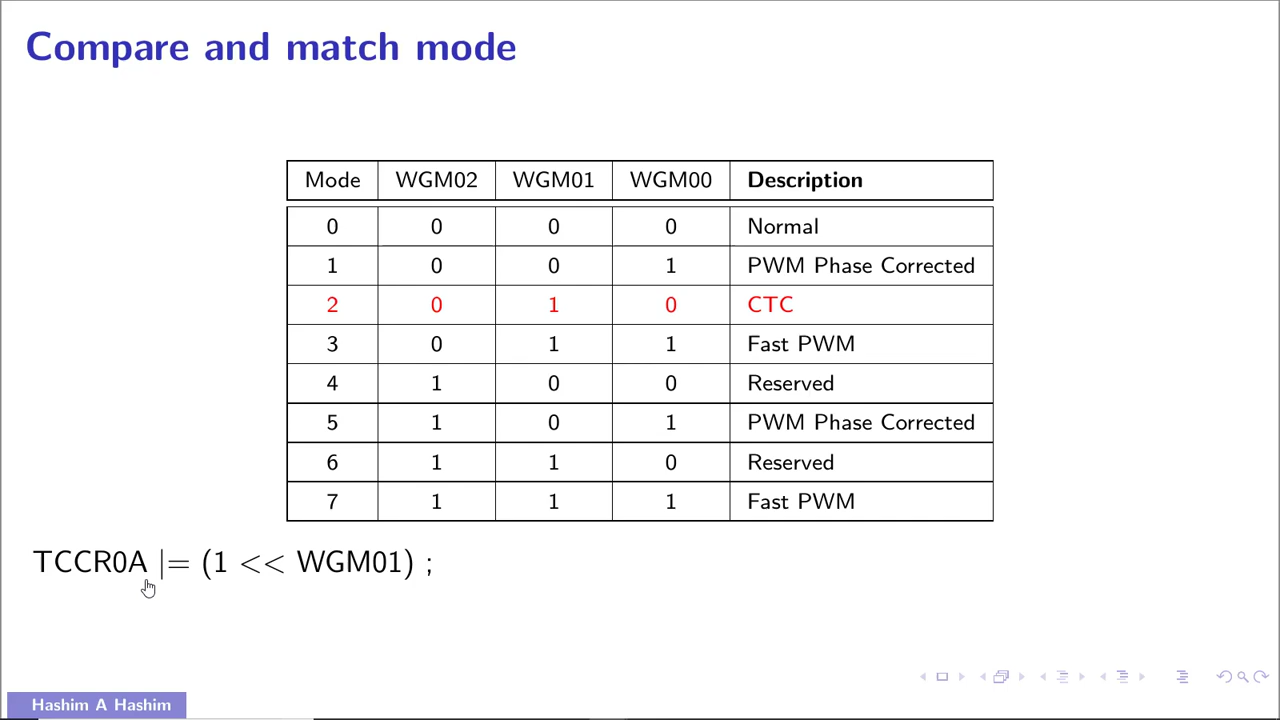 Compare and match mode
Mode WGM02 WGM01 WGM00 Description
0 0 0 0 Normal
1 0 0 1 PWM Phase Corrected
2 0 1 0 CTC
3 0 1 1 Fast PWM
4 1 0 0 Reserved
5 1 0 1 PWM Phase Corrected
6 1 1 0 Reserved
7 1 1 1 Fast PWM
TCCR0A |= (1 << WGM01) ;
Hashim A Hashim